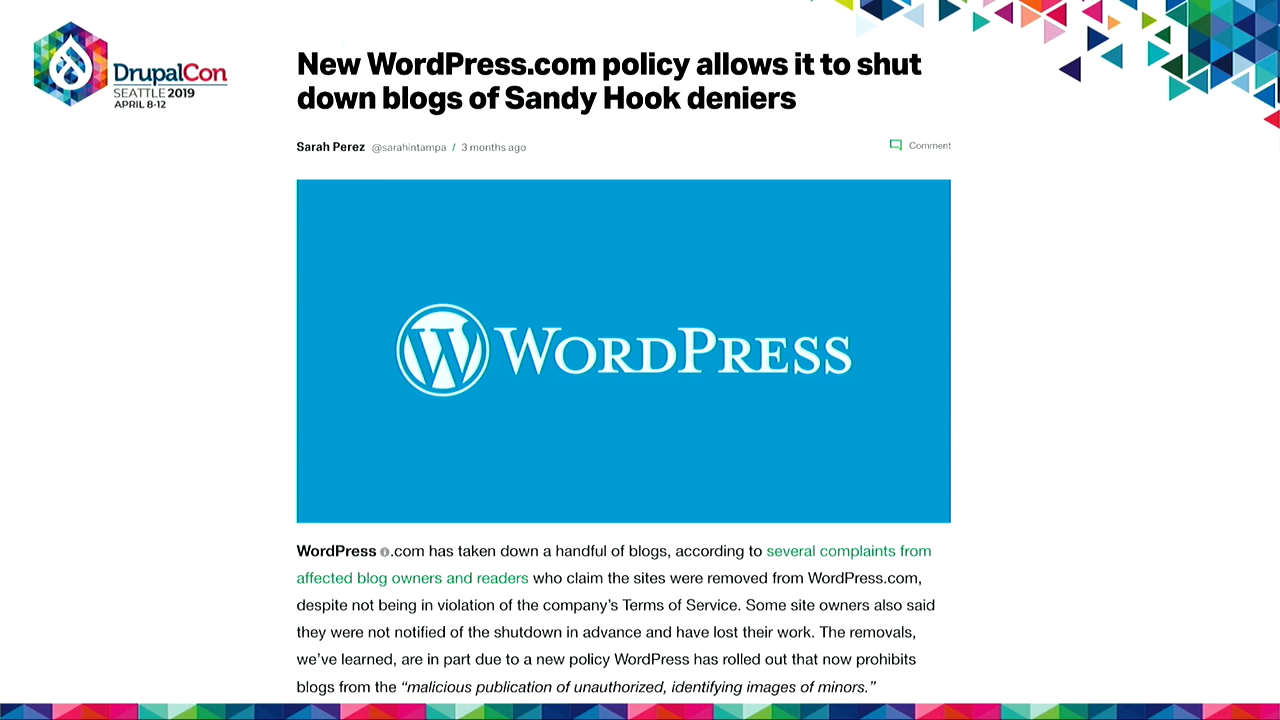 DrupalCon
SEATTLE 2019
APRIL 8-12
New WordPress.com policy allows it to shut
down blogs of Sandy Hook deniers
Sarah Perez @sarahintampa / 3 months ago
Comment
WORDPRESS
WordPress .com has taken down a handful of blogs, according to several complaints from
affected blog owners and readers who claim the sites were removed from WordPress.com,
despite not being in violation of the company’s Terms of Service. Some site owners also said
they were not notified of the shutdown in advance and have lost their work. The removals,
we’ve learned, are in part due to a new policy WordPress has rolled out that now prohibits
blogs from the “malicious publication of unauthorized, identifying images of minors.”